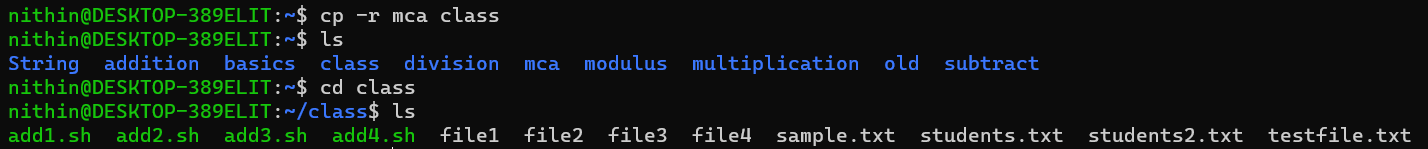 nithin@DESKTOP-389ELIT:~$ cp -r mca class
nithin@DESKTOP-389ELIT:~$ ls
String  addition  basics  class  division  mca  modulus  multiplication  old  subtract
nithin@DESKTOP-389ELIT:~$ cd class
nithin@DESKTOP-389ELIT:~/class$ ls
add1.sh  add2.sh  add3.sh  add4.sh  file1  file2  file3  file4  sample.txt  students.txt  students2.txt  testfile.txt